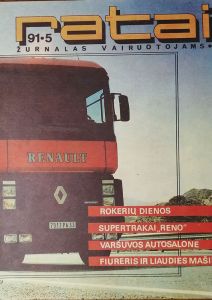 ratai
91·5 ŽURNALAS VAIRUOTOJAMS
RENAULT
ROKERIŲ DIENOS
SUPERTRAKAI „RENO"
VARŠUVOS AUTOSALONE
FIURERIS IR LIAUDIES MAŠI